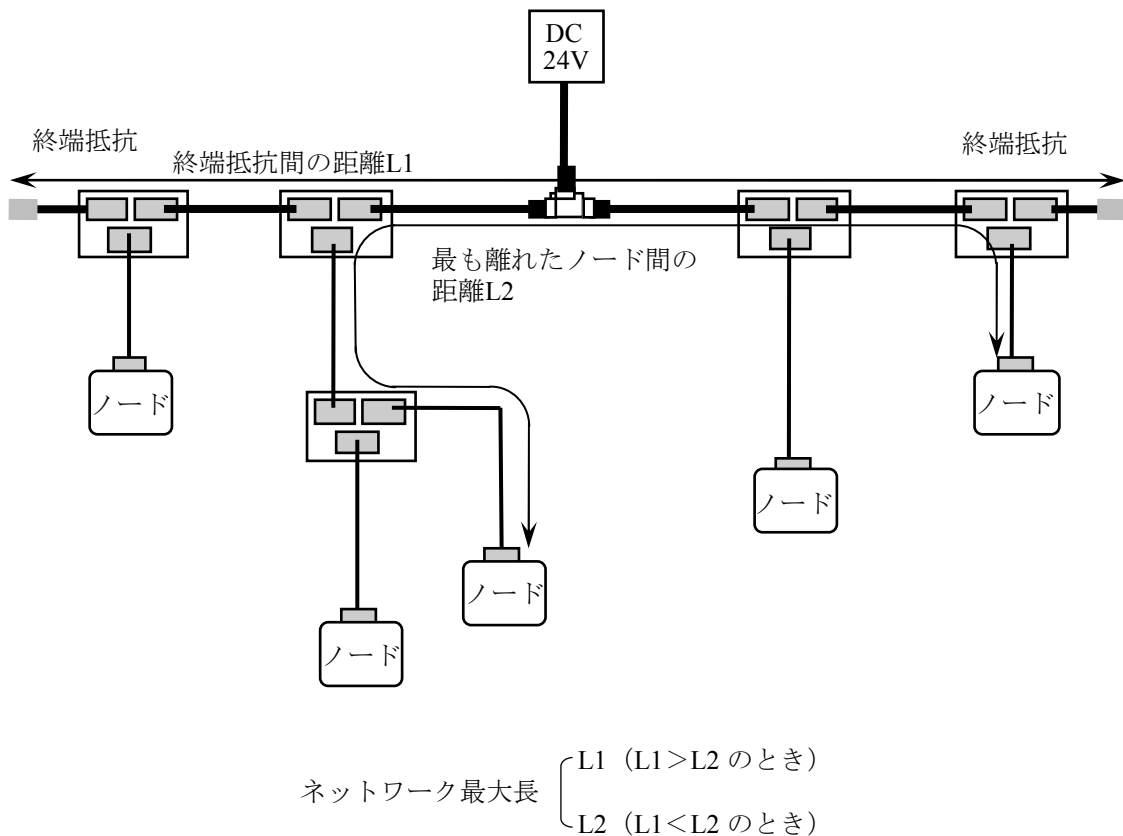 DC
24V
終端抵抗
終端抵抗
終端抵抗間の距離L1
最も離れたノード間の
距離L2
ノード
ノード
ノード
ノード
ノード
ネットワーク最大長
L1（L1>L2 のとき）
L2（L1<L2 のとき）